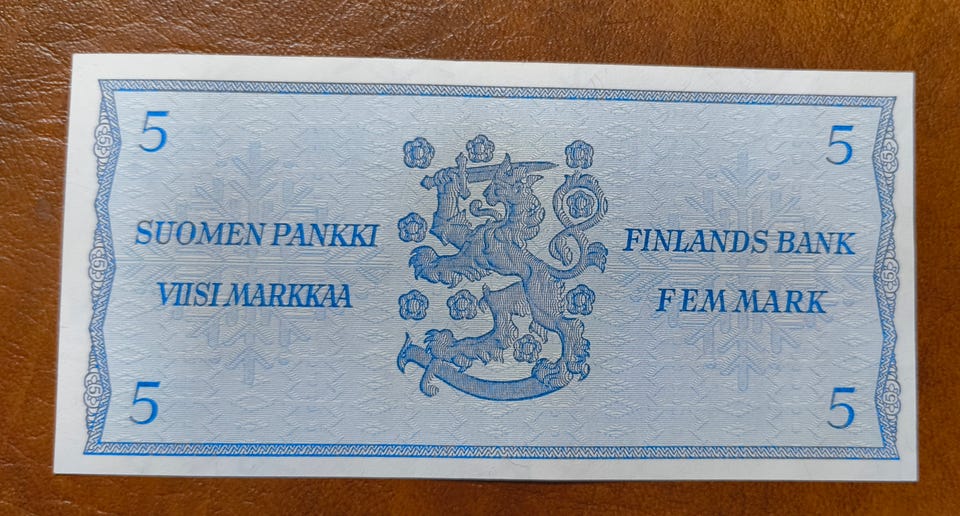 5 5
SUOMEN PANKKI FINLANDS BANK
VIISI MARKKAA FEM MARK
5 5